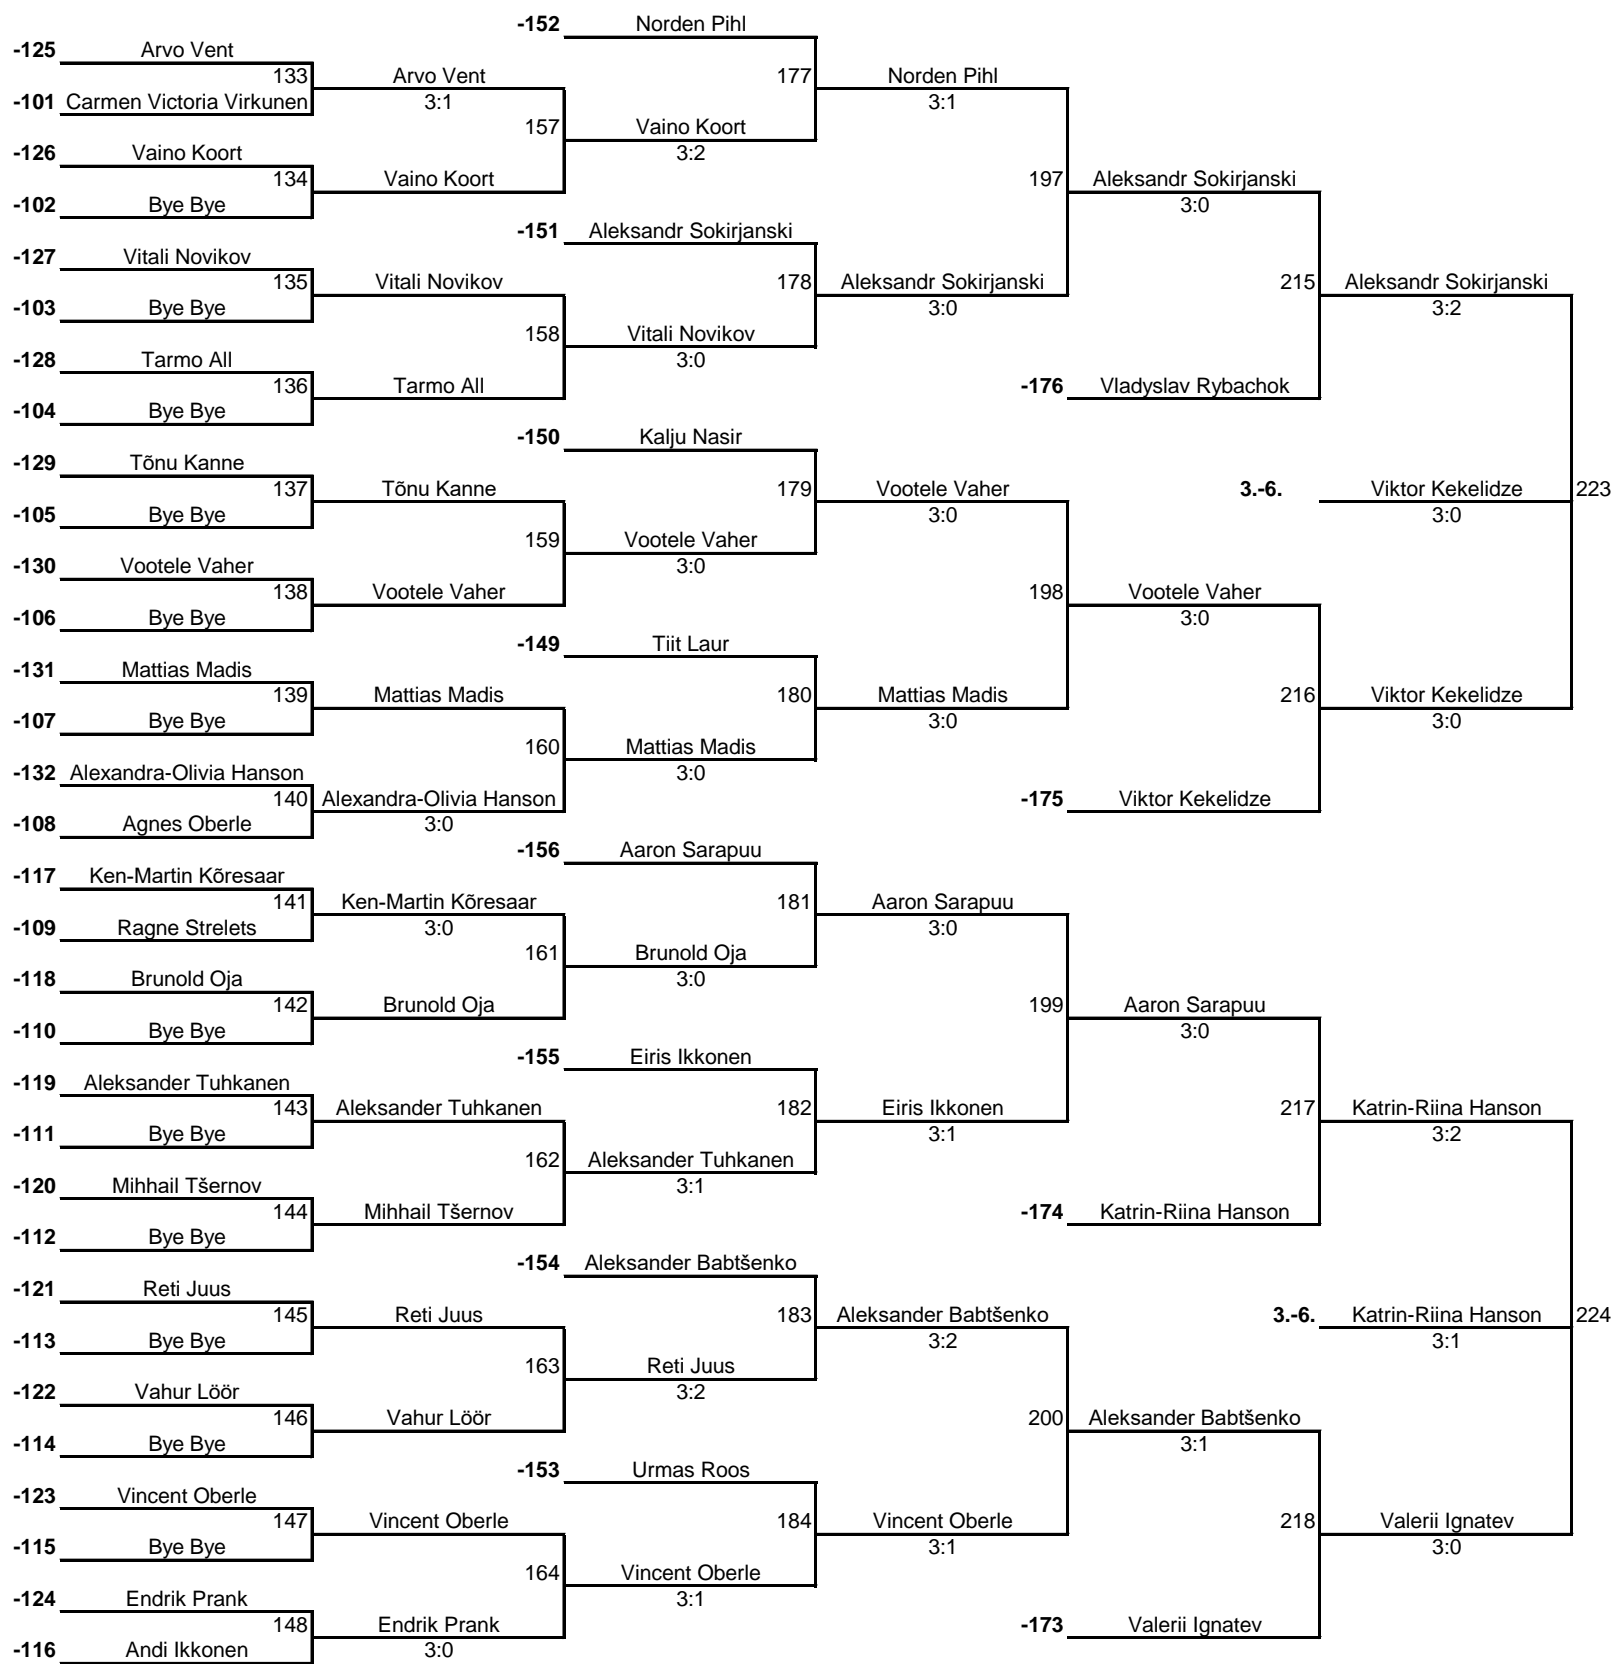 -152 Norden Pihl
-125 Arvo Vent
133 Arvo Vent 177 Norden Pihl
-101 Carmen Victoria Virkunen 3:1 3:1
157 Vaino Koort
-126 Vaino Koort 3:2
134 Vaino Koort 197 Aleksandr Sokirjanski
-102 Bye Bye 3:0
-151 Aleksandr Sokirjanski
-127 Vitali Novikov
135 Vitali Novikov 178 Aleksandr Sokirjanski 215 Aleksandr Sokirjanski
-103 Bye Bye 3:0 3:2
158 Vitali Novikov
-128 Tarmo All 3:0
136 Tarmo All -176 Vladyslav Rybachok
-104 Bye Bye
-150 Kalju Nasir
-129 Tõnu Kanne
137 Tõnu Kanne 179 Vootele Vaher 3.-6. Viktor Kekelidze 223
-105 Bye Bye 3:0 3:0
159 Vootele Vaher
-130 Vootele Vaher 3:0
138 Vootele Vaher 198 Vootele Vaher
-106 Bye Bye 3:0
-149 Tiit Laur
-131 Mattias Madis
139 Mattias Madis 180 Mattias Madis 216 Viktor Kekelidze
-107 Bye Bye 3:0 3:0
160 Mattias Madis
-132 Alexandra-Olivia Hanson 3:0
140 Alexandra-Olivia Hanson -175 Viktor Kekelidze
-108 Agnes Oberle 3:0
-156 Aaron Sarapuu
-117 Ken-Martin Kõresaar
141 Ken-Martin Kõresaar 181 Aaron Sarapuu
-109 Ragne Strelets 3:0 3:0
161 Brunold Oja
-118 Brunold Oja 3:0
142 Brunold Oja 199 Aaron Sarapuu
-110 Bye Bye 3:0
-155 Eiris Ikkonen
-119 Aleksander Tuhkanen
143 Aleksander Tuhkanen 182 Eiris Ikkonen 217 Katrin-Riina Hanson
-111 Bye Bye 3:1 3:2
162 Aleksander Tuhkanen
-120 Mihhail Tšernov 3:1
144 Mihhail Tšernov -174 Katrin-Riina Hanson
-112 Bye Bye
-154 Aleksander Babtšenko
-121 Reti Juus
145 Reti Juus 183 Aleksander Babtšenko 3.-6. Katrin-Riina Hanson 224
-113 Bye Bye 3:2 3:1
163 Reti Juus
-122 Vahur Löör 3:2
146 Vahur Löör 200 Aleksander Babtšenko
-114 Bye Bye 3:1
-153 Urmas Roos
-123 Vincent Oberle
147 Vincent Oberle 184 Vincent Oberle 218 Valerii Ignatev
-115 Bye Bye 3:1 3:0
164 Vincent Oberle
-124 Endrik Prank 3:1
148 Endrik Prank -173 Valerii Ignatev
-116 Andi Ikkonen 3:0